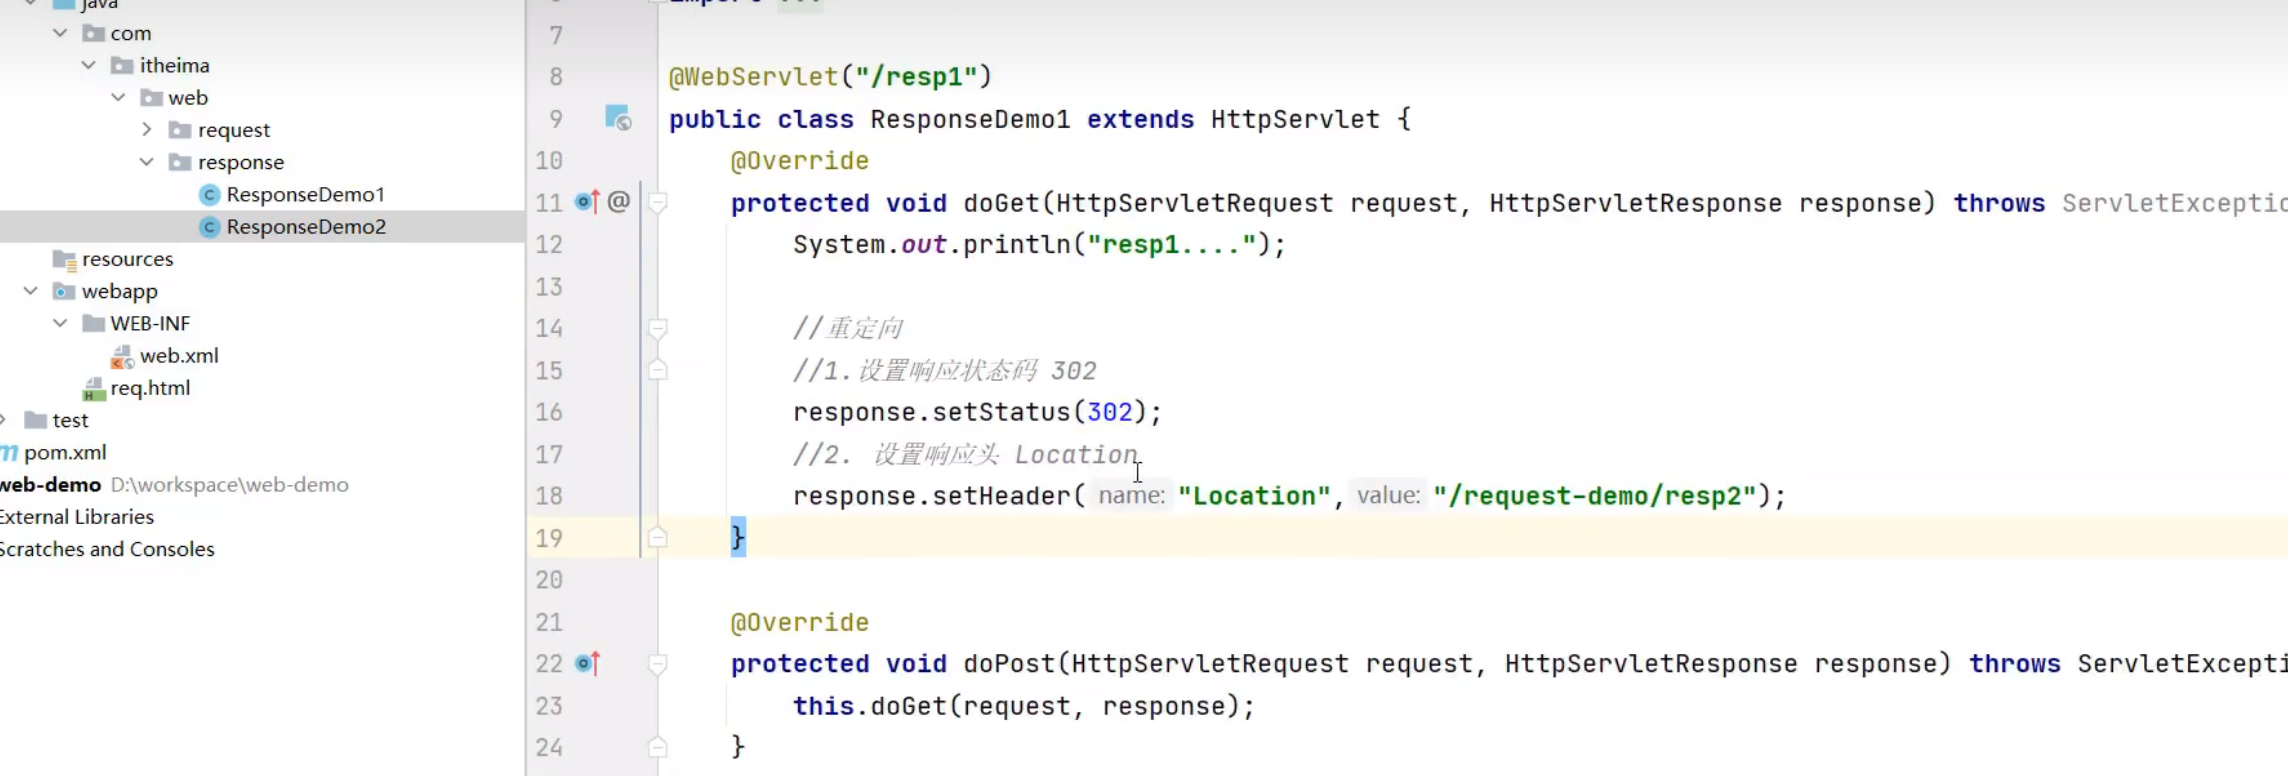 java
com
itheima
web
request
response
ResponseDemo1
ResponseDemo2
resources
webapp
WEB-INF
web.xml
req.html
test
pom.xml
web-demo D:\workspace\web-demo
External Libraries
Scratches and Consoles
import ...
7
8 @WebServlet("/resp1")
9 public class ResponseDemo1 extends HttpServlet {
10 @Override
11 @ protected void doGet(HttpServletRequest request, HttpServletResponse response) throws ServletExceptio
12 System.out.println("resp1....");
13
14 //重定向
15 //1.设置响应状态码 302
16 response.setStatus(302);
17 //2. 设置响应头 Location
18 response.setHeader( name: "Location", value: "/request-demo/resp2");
19 }
20
21 @Override
22 protected void doPost(HttpServletRequest request, HttpServletResponse response) throws ServletExcepti
23 this.doGet(request, response);
24 }